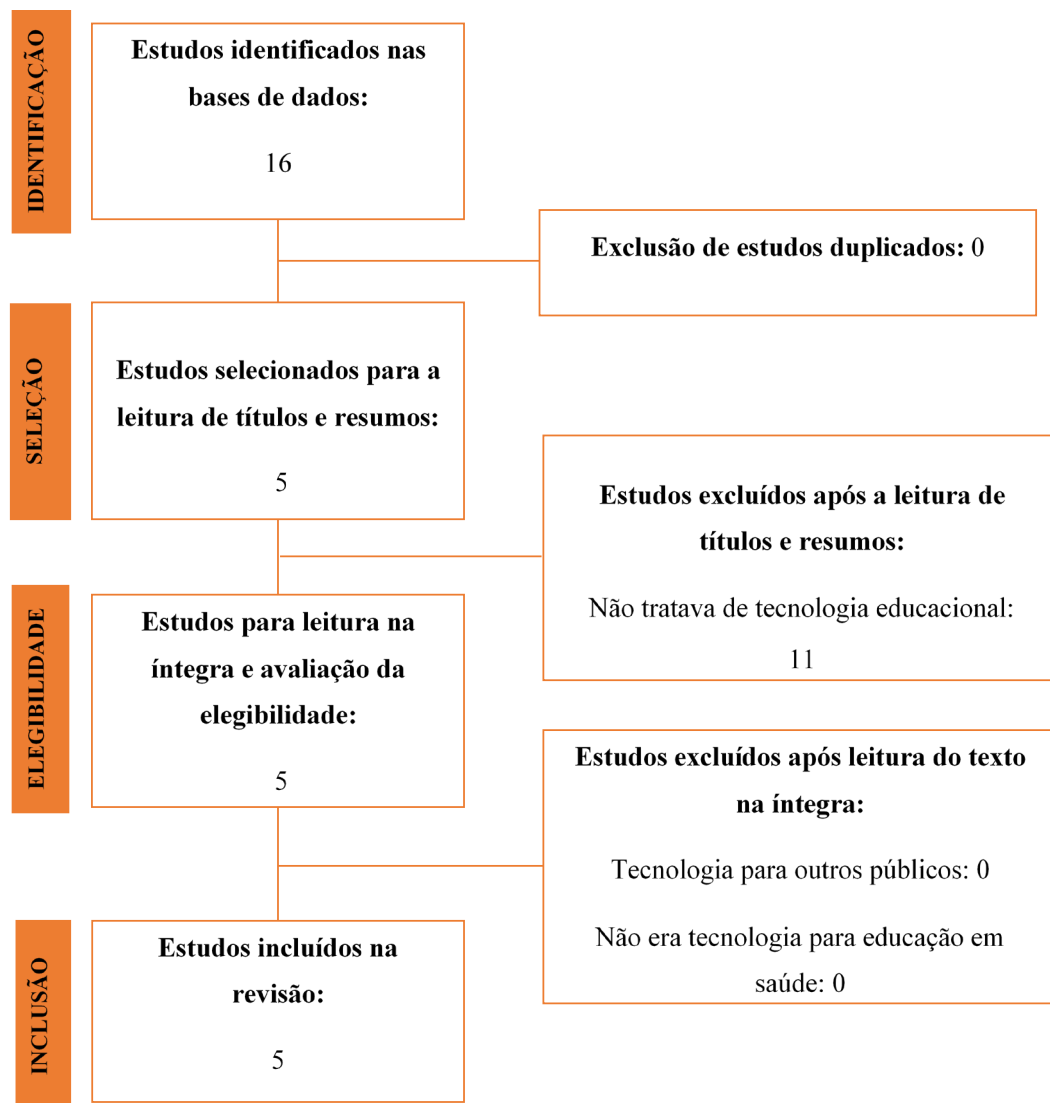 IDENTIFICAÇÃO
Estudos identificados nas
bases de dados:
16
Exclusão de estudos duplicados: 0
SELEÇÃO
Estudos selecionados para a
leitura de títulos e resumos:
5
Estudos excluídos após a leitura de
títulos e resumos:
Não tratava de tecnologia educacional:
11
ELEGIBILIDADE
Estudos para leitura na
íntegra e avaliação da
elegibilidade:
5
Estudos excluídos após leitura do texto
na íntegra:
Tecnologia para outros públicos: 0
Não era tecnologia para educação em
saúde: 0
INCLUSÃO
Estudos incluídos na
revisão:
5